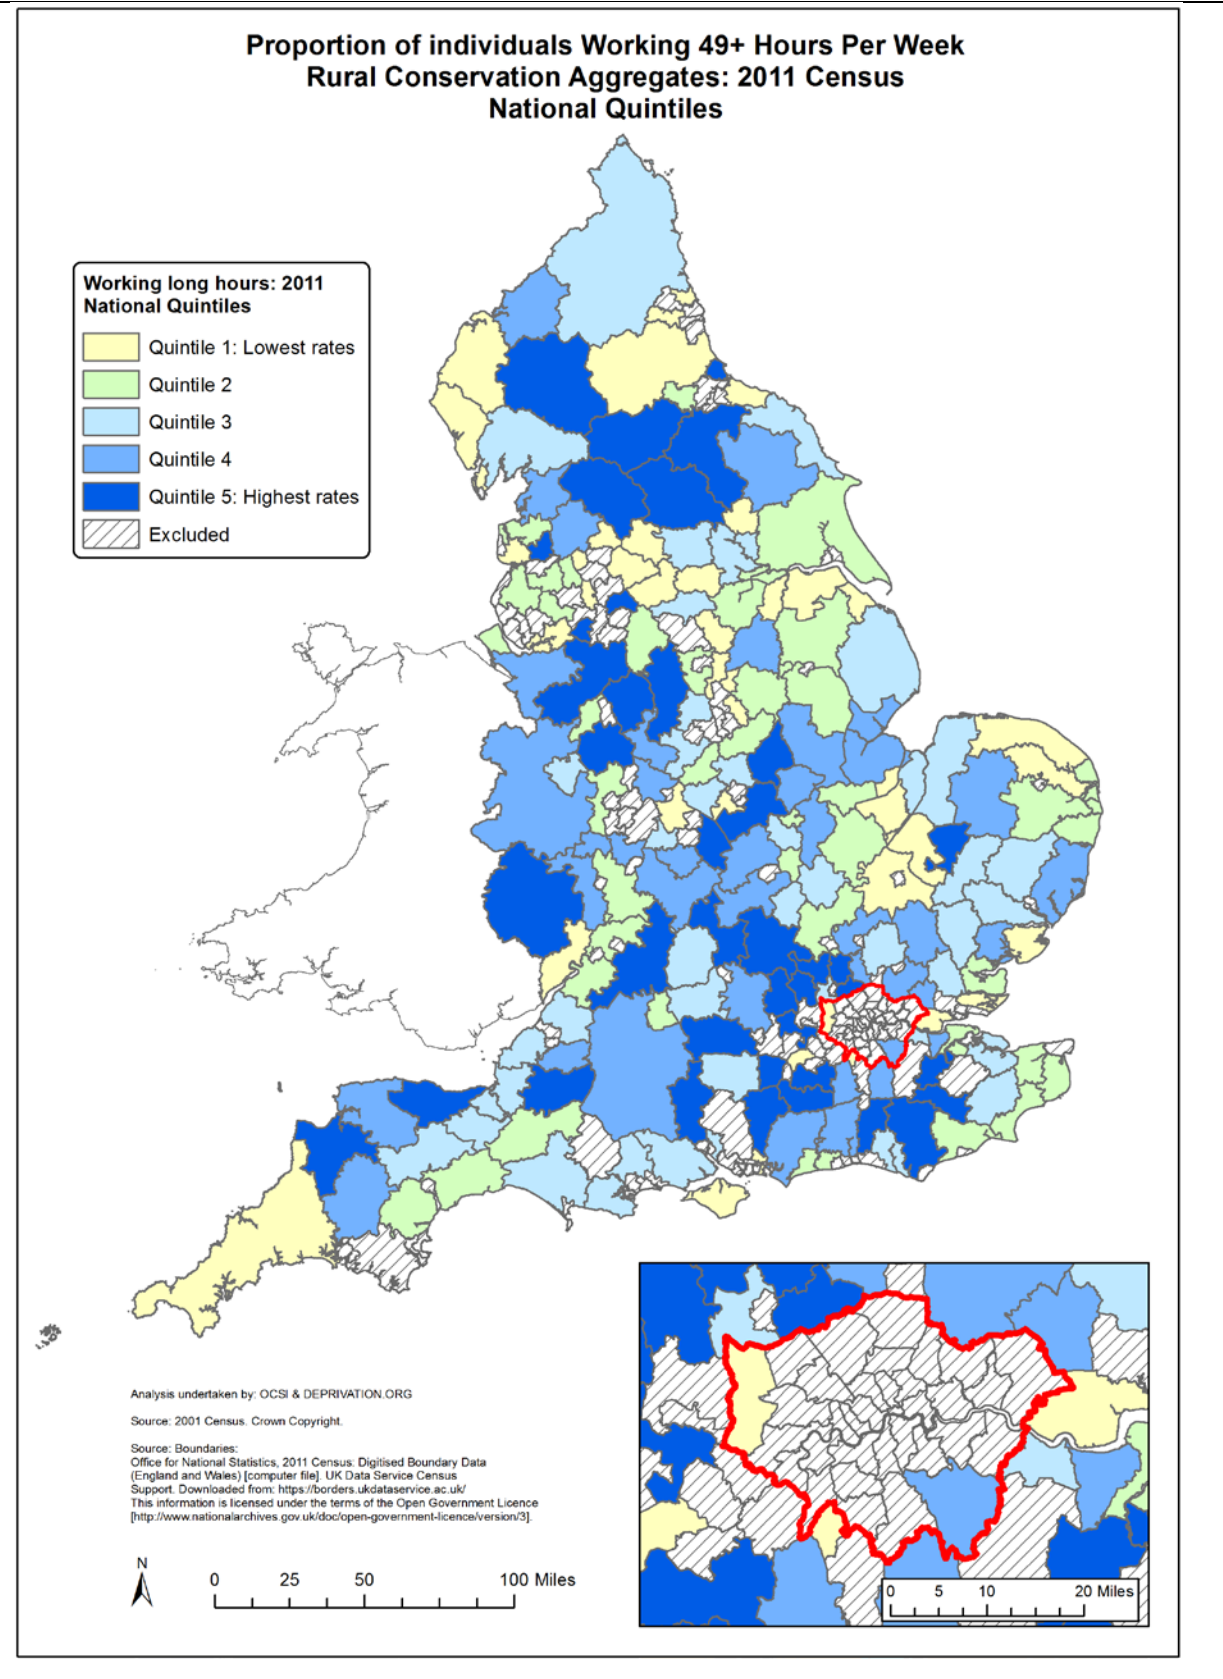 Proportion of individuals Working 49+ Hours Per Week
Rural Conservation Aggregates: 2011 Census
National Quintiles
Working long hours: 2011
National Quintiles
Quintile 1: Lowest rates
Quintile 2
Quintile 3
Quintile 4
Quintile 5: Highest rates
Excluded
Analysis undertaken by: OCSI & DEPRIVATION.ORG
Source: 2001 Census. Crown Copyright.
Source: Boundaries:
Office for National Statistics, 2011 Census: Digitised Boundary Data
(England and Wales) [computer file]. UK Data Service Census
Support. Downloaded from: https://borders.ukdataservice.ac.uk/
This information is licensed under the terms of the Open Government Licence
[http://www.nationalarchives.gov.uk/doc/open-government-licence/version/3].
N
0 25 50 100 Miles
0 5 10 20 Miles